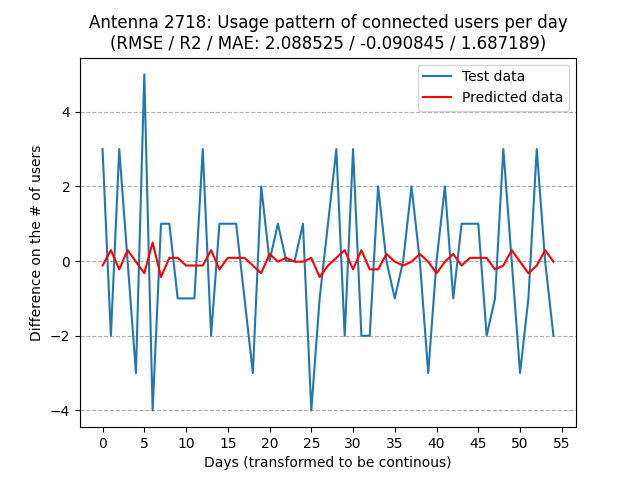 Antenna 2718: Usage pattern of connected users per day
(RMSE / R2 / MAE: 2.088525 / -0.090845 / 1.687189)
Test data
Predicted data
4
2
0
−2
−4
Difference on the # of users
0 5 10 15 20 25 30 35 40 45 50 55
Days (transformed to be continous)